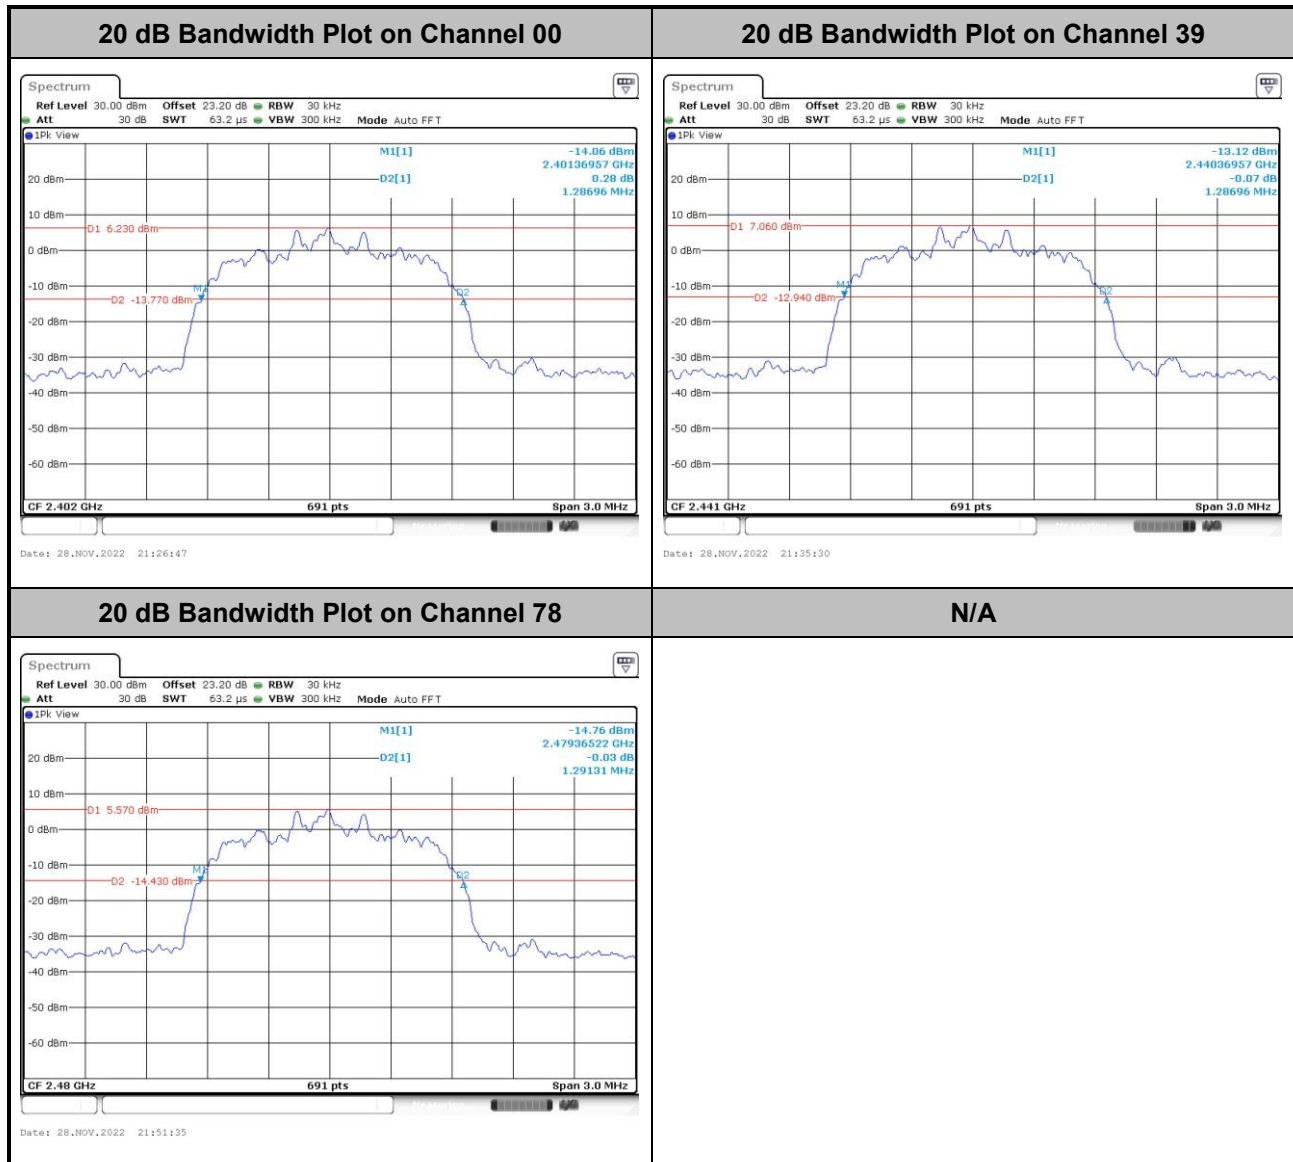 20 dB Bandwidth Plot on Channel 00
20 dB Bandwidth Plot on Channel 39
Spectrum
Ref Level 30.00 dBm Offset 23.20 dB RBW 30 kHz
Att 30 dB SWT 63.2 µs VBW 300 kHz Mode Auto FFT
1Pk View
M1[1] -14.06 dBm
2.40136957 GHz
D2[1] 0.28 dB
1.28696 MHz
20 dBm
10 dBm
D1 6.230 dBm
0 dBm
-10 dBm
M1
D2
D2 -13.770 dBm
-20 dBm
-30 dBm
-40 dBm
-50 dBm
-60 dBm
CF 2.402 GHz 691 pts Span 3.0 MHz
Date: 28.NOV.2022 21:26:47
Spectrum
Ref Level 30.00 dBm Offset 23.20 dB RBW 30 kHz
Att 30 dB SWT 63.2 µs VBW 300 kHz Mode Auto FFT
1Pk View
M1[1] -13.12 dBm
2.44036957 GHz
D2[1] -0.07 dB
1.28696 MHz
20 dBm
10 dBm
D1 7.060 dBm
0 dBm
-10 dBm
M1
D2
D2 -12.940 dBm
-20 dBm
-30 dBm
-40 dBm
-50 dBm
-60 dBm
CF 2.441 GHz 691 pts Span 3.0 MHz
Date: 28.NOV.2022 21:35:30
20 dB Bandwidth Plot on Channel 78
N/A
Spectrum
Ref Level 30.00 dBm Offset 23.20 dB RBW 30 kHz
Att 30 dB SWT 63.2 µs VBW 300 kHz Mode Auto FFT
1Pk View
M1[1] -14.76 dBm
2.47936522 GHz
D2[1] -0.03 dB
1.29131 MHz
20 dBm
10 dBm
D1 5.570 dBm
0 dBm
-10 dBm
M1
D2
D2 -14.430 dBm
-20 dBm
-30 dBm
-40 dBm
-50 dBm
-60 dBm
CF 2.48 GHz 691 pts Span 3.0 MHz
Date: 28.NOV.2022 21:51:35